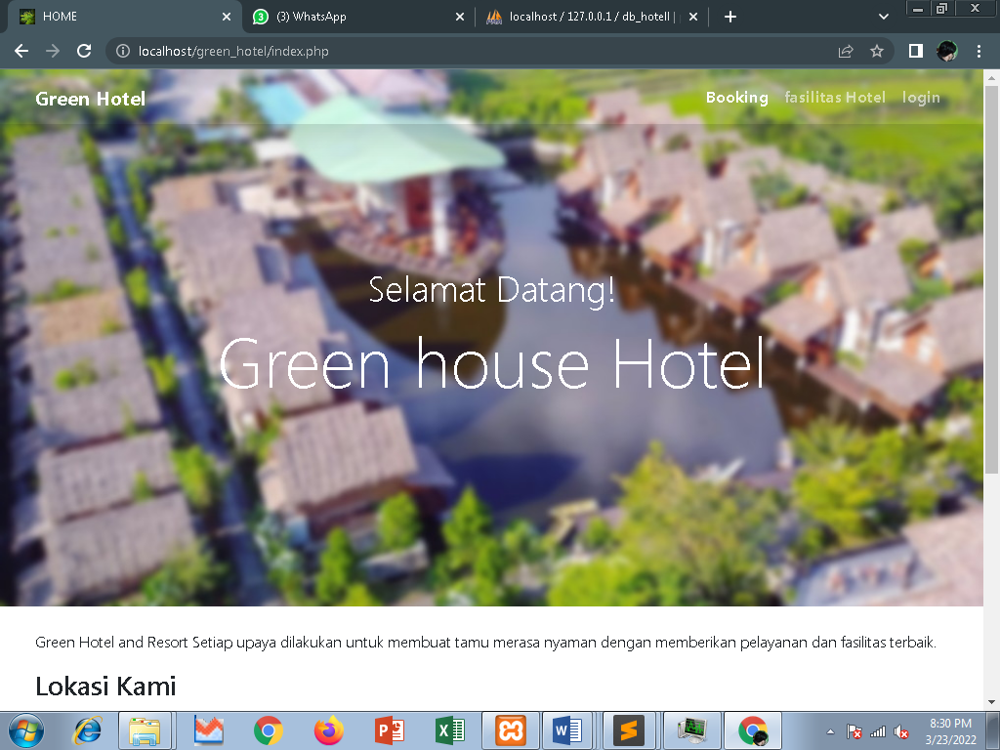 HOME
(3) WhatsApp
localhost / 127.0.0.1 / db_hotell |
localhost/green_hotel/index.php
Green Hotel
Booking fasilitas Hotel login
Selamat Datang!
Green house Hotel
Green Hotel and Resort Setiap upaya dilakukan untuk membuat tamu merasa nyaman dengan memberikan pelayanan dan fasilitas terbaik.
Lokasi Kami
8:30 PM
3/23/2022